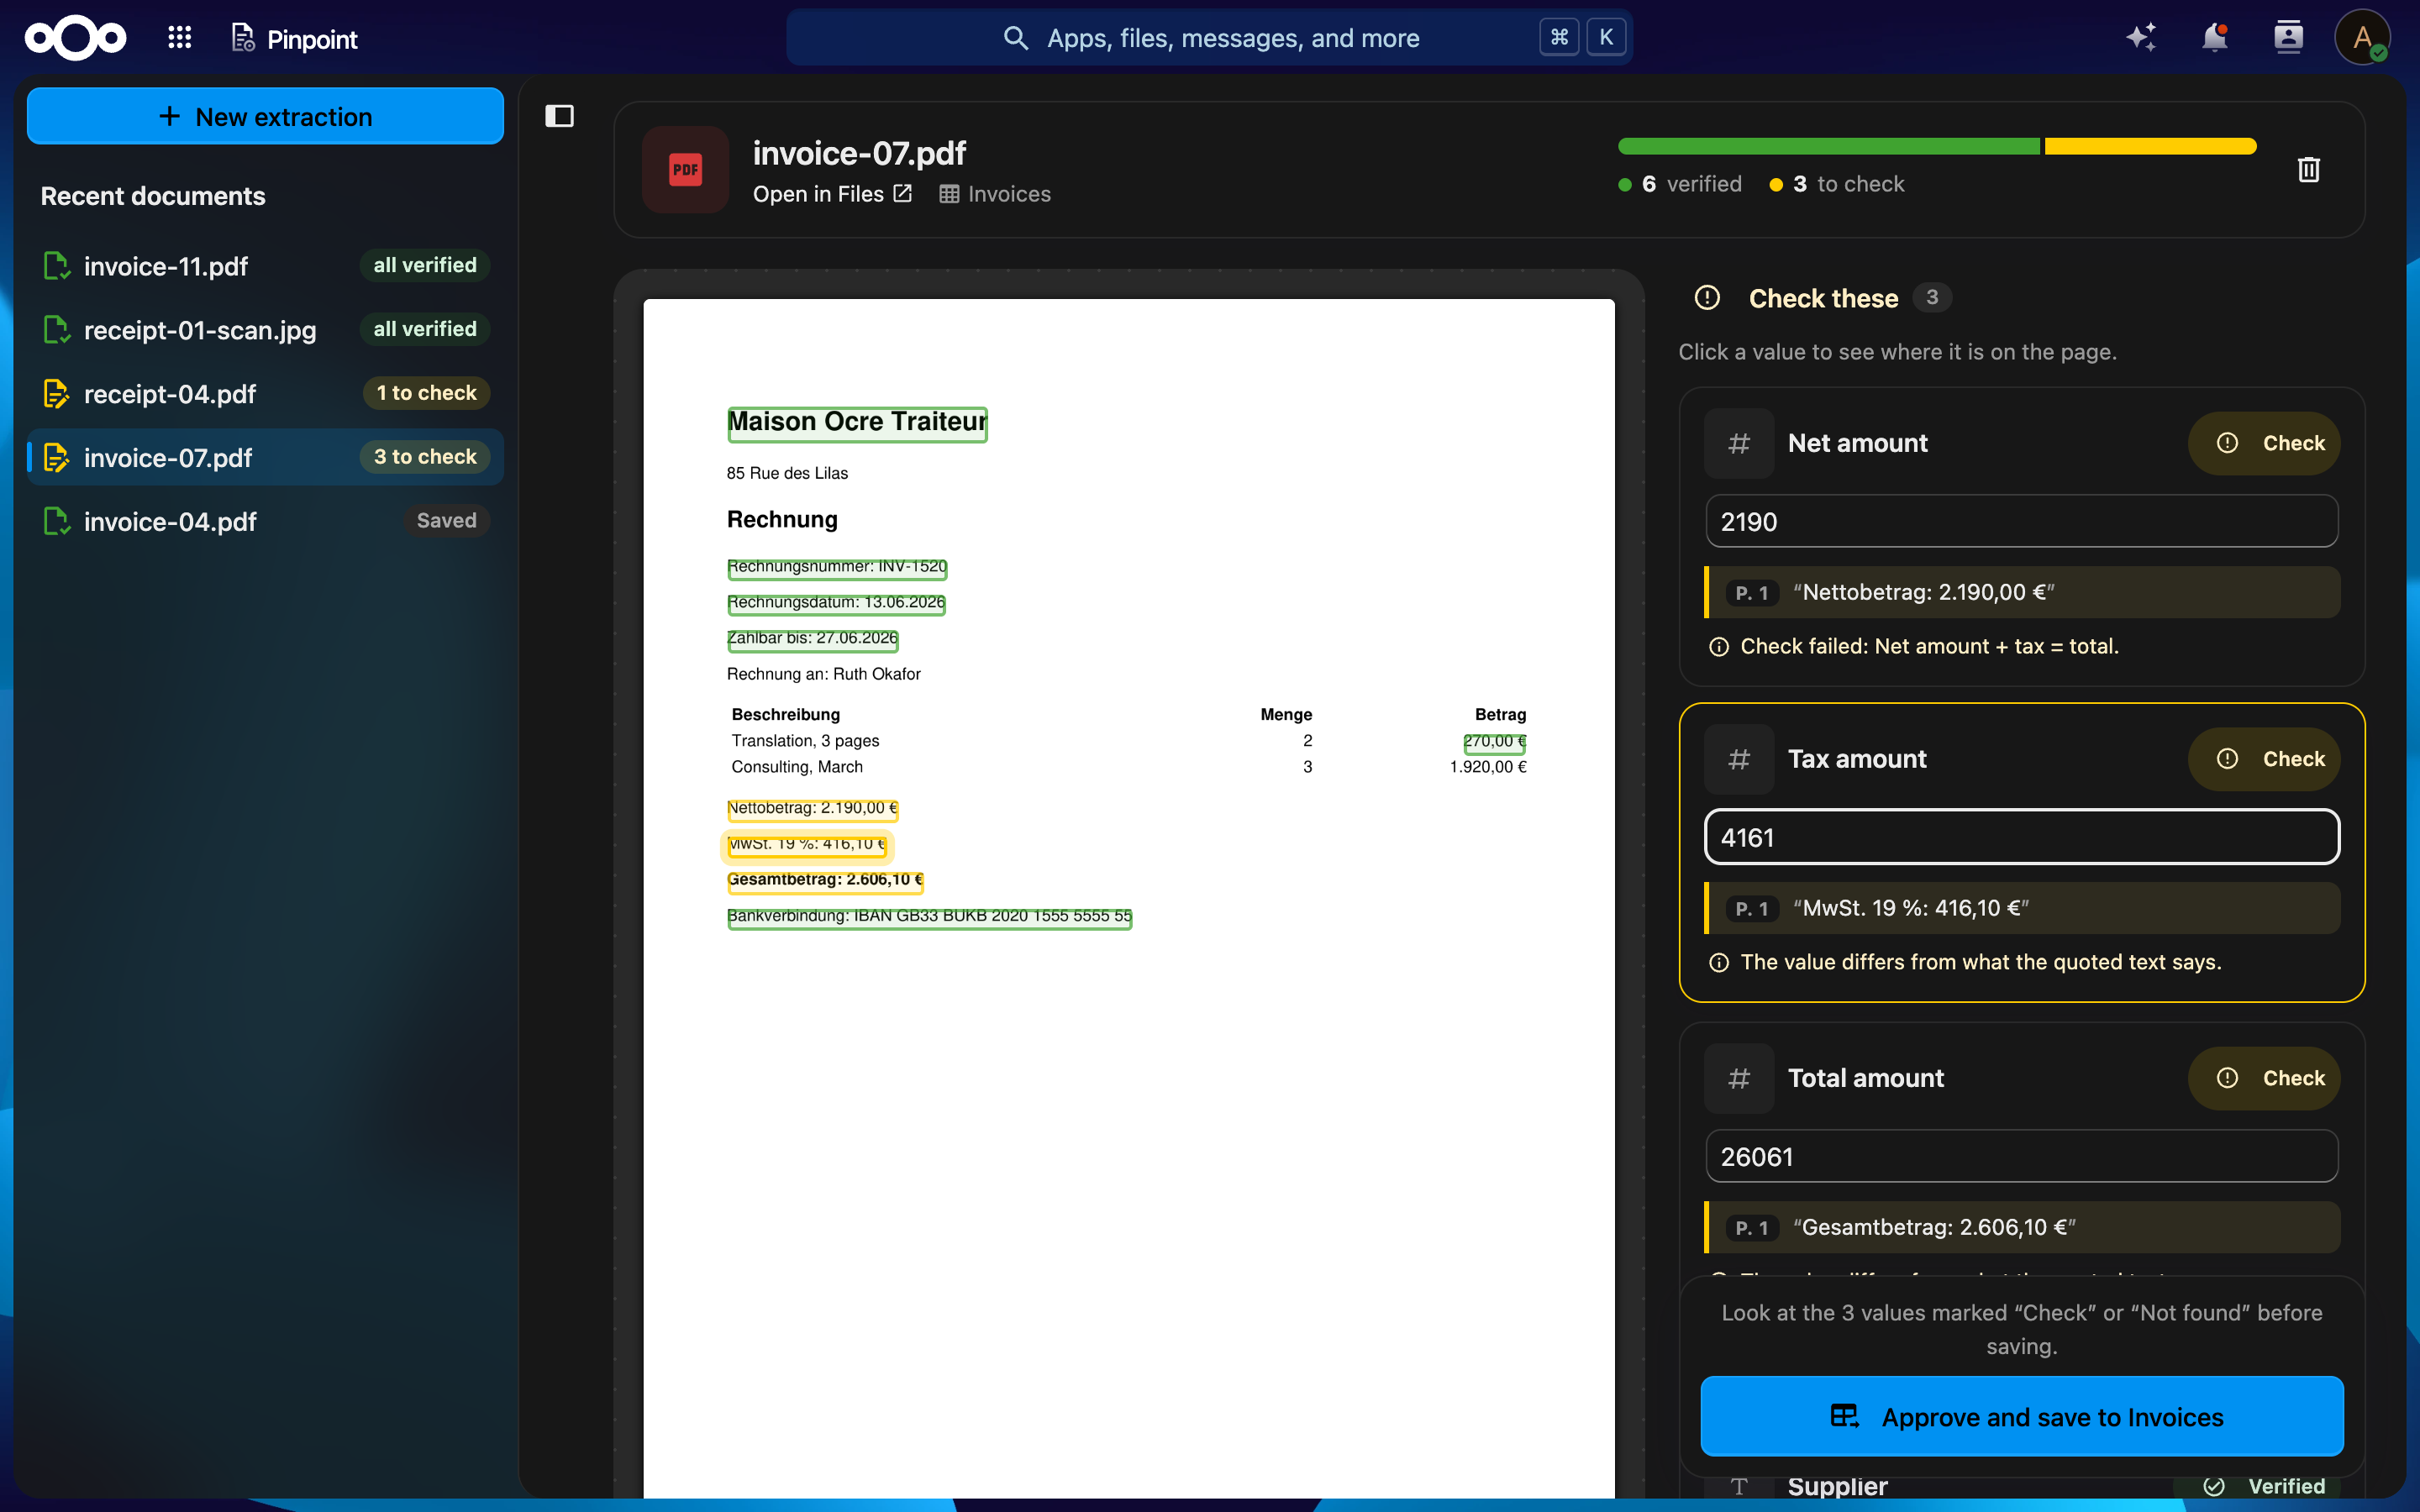 Pinpoint
Apps, files, messages, and more
⌘ K
A
+ New extraction
Recent documents
invoice-11.pdf all verified
receipt-01-scan.jpg all verified
receipt-04.pdf 1 to check
invoice-07.pdf 3 to check
invoice-04.pdf Saved
PDF
invoice-07.pdf
Open in Files Invoices
6 verified 3 to check
Maison Ocre Traiteur
85 Rue des Lilas
Rechnung
Rechnungsnummer: INV-1520
Rechnungsdatum: 13.06.2026
Zahlbar bis: 27.06.2026
Rechnung an: Ruth Okafor
Beschreibung Menge Betrag
Translation, 3 pages 2 270,00 €
Consulting, March 3 1.920,00 €
Nettobetrag: 2.190,00 €
MwSt. 19 %: 416,10 €
Gesamtbetrag: 2.606,10 €
Bankverbindung: IBAN GB33 BUKB 2020 1555 5555 55
Check these 3
Click a value to see where it is on the page.
# Net amount Check
2190
P. 1 “Nettobetrag: 2.190,00 €”
Check failed: Net amount + tax = total.
# Tax amount Check
4161
P. 1 “MwSt. 19 %: 416,10 €”
The value differs from what the quoted text says.
# Total amount Check
26061
P. 1 “Gesamtbetrag: 2.606,10 €”
Look at the 3 values marked “Check” or “Not found” before
saving.
Approve and save to Invoices
T Supplier Verified